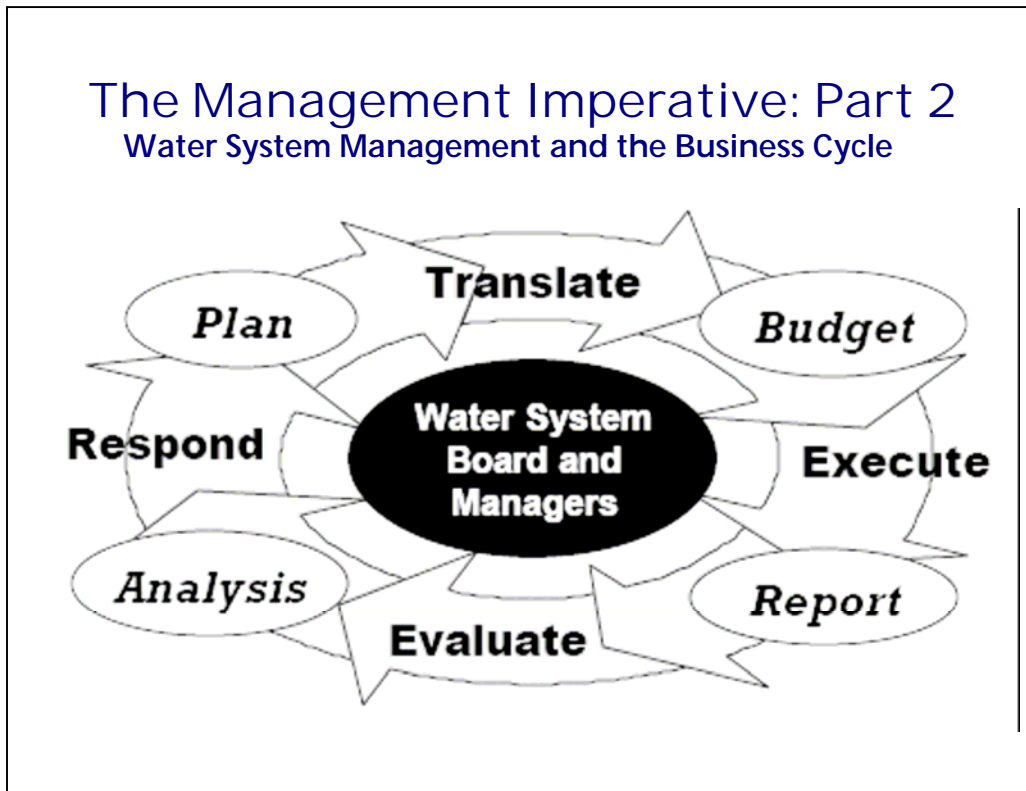 The Management Imperative: Part 2
Water System Management and the Business Cycle
Translate
Plan
Budget
Water System
Board and
Managers
Respond
Execute
Analysis
Report
Evaluate